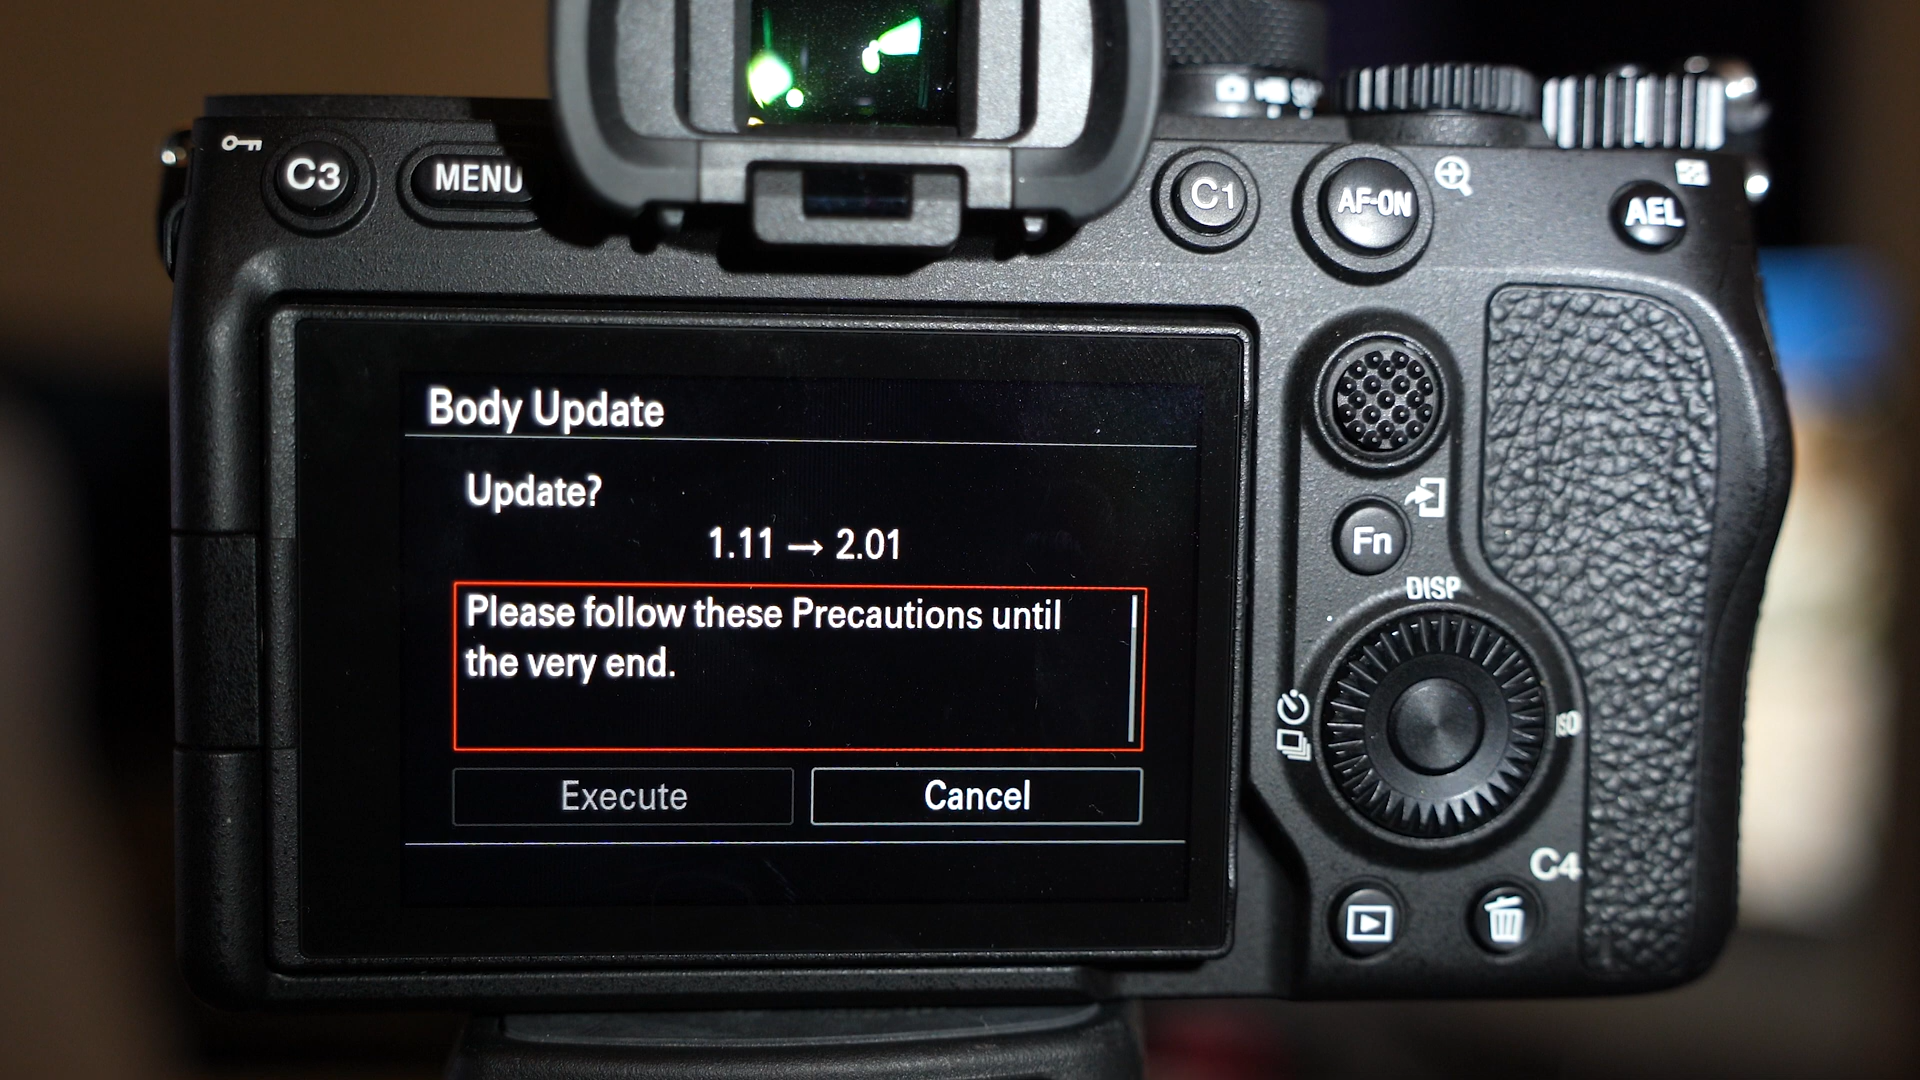 C3
MENU
C1
AF-ON
AEL
Body Update
Update?
1.11 → 2.01
Please follow these Precautions until
the very end.
Execute
Cancel
Fn
DISP
ISO
C4